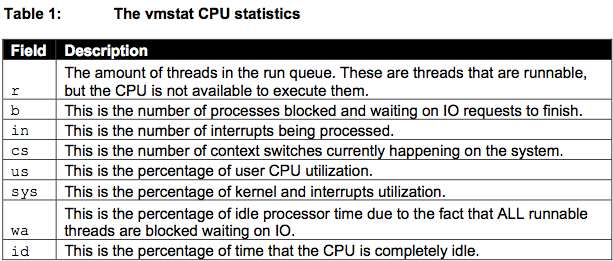 Table 1: The vmstat CPU statistics
Field Description
r The amount of threads in the run queue. These are threads that are runnable,
but the CPU is not available to execute them.
b This is the number of processes blocked and waiting on IO requests to finish.
in This is the number of interrupts being processed.
cs This is the number of context switches currently happening on the system.
us This is the percentage of user CPU utilization.
sys This is the percentage of kernel and interrupts utilization.
wa This is the percentage of idle processor time due to the fact that ALL runnable
threads are blocked waiting on IO.
id This is the percentage of time that the CPU is completely idle.